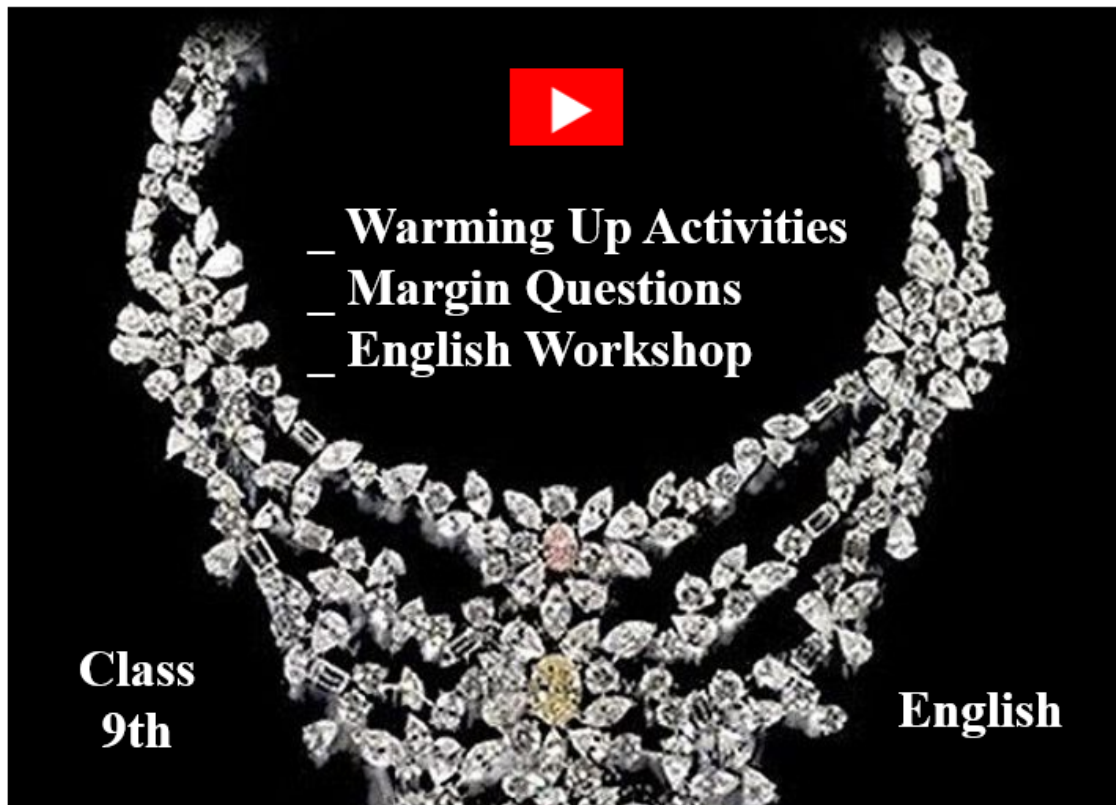 _ Warming Up Activities
_ Margin Questions
_ English Workshop
Class
9th
English